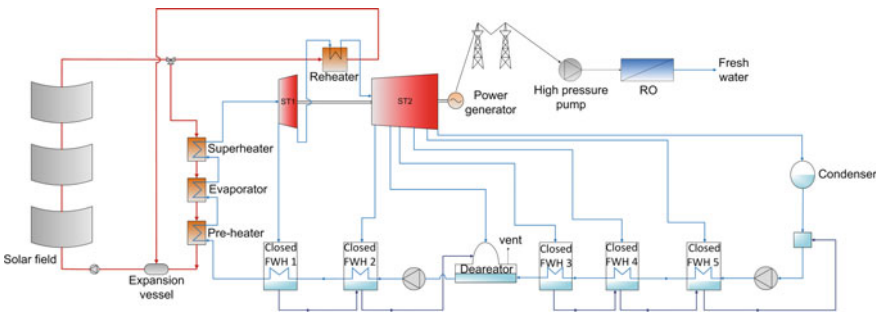 Reheater
ST1
ST2
Power
generator
High pressure
pump
RO
Fresh
water
Superheater
Evaporator
Pre-heater
Solar field
Expansion
vessel
Closed
FWH 1
Closed
FWH 2
Deareator
vent
Closed
FWH 3
Closed
FWH 4
Closed
FWH 5
Condenser